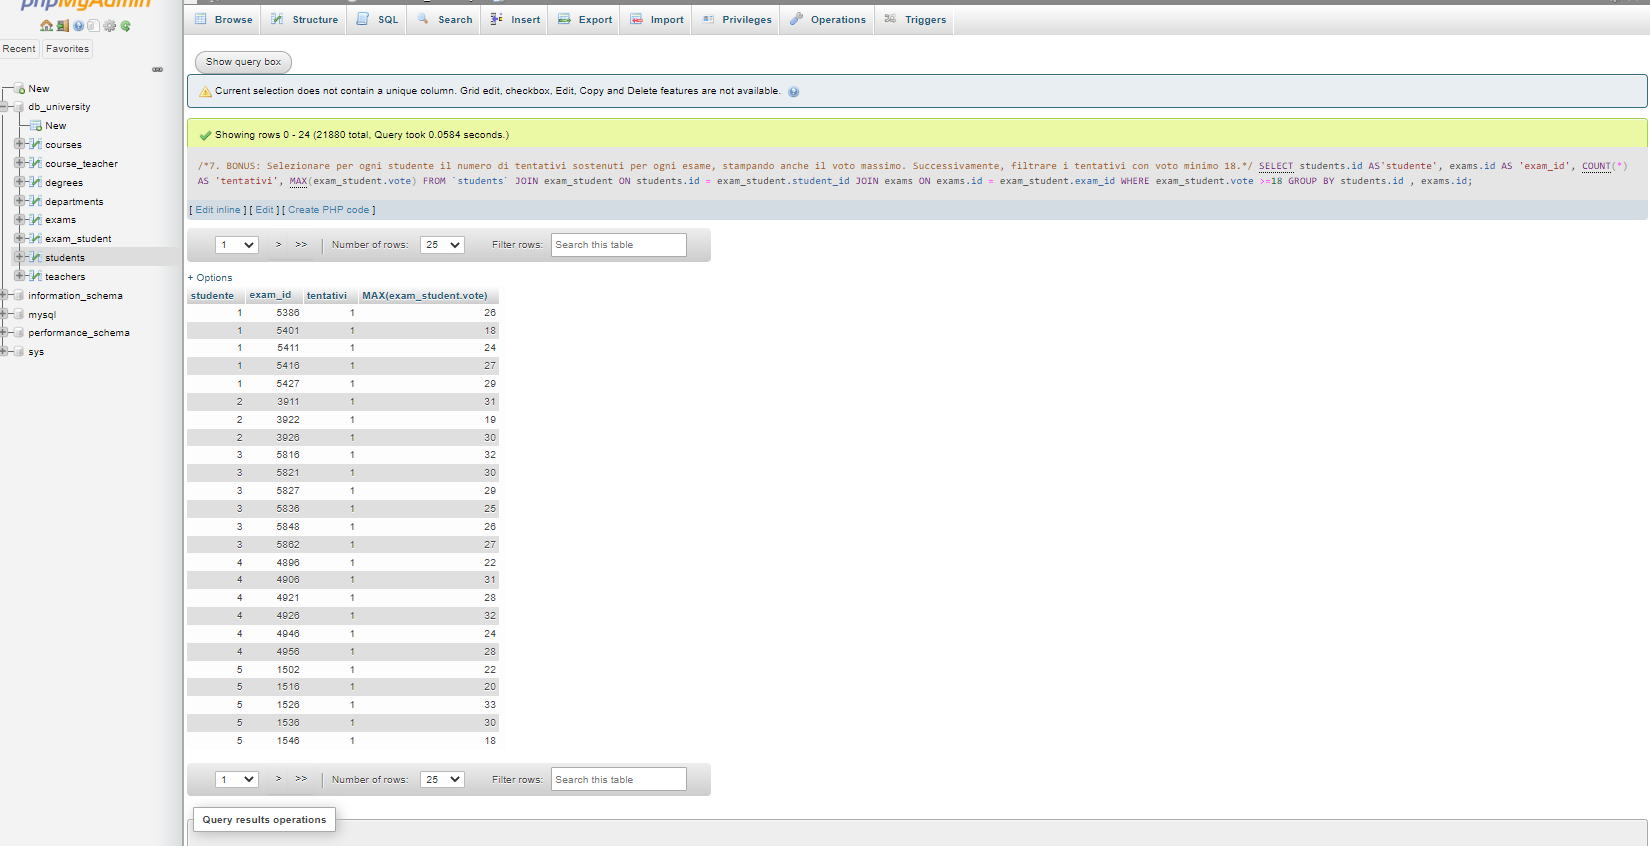 phpMyAdmin
Recent Favorites
New
db_university
New
courses
course_teacher
degrees
departments
exams
exam_student
students
teachers
information_schema
mysql
performance_schema
sys
Browse Structure SQL Search Insert Export Import Privileges Operations Triggers
Show query box
Current selection does not contain a unique column. Grid edit, checkbox, Edit, Copy and Delete features are not available.
Showing rows 0 - 24 (21880 total, Query took 0.0584 seconds.)
/*7. BONUS: Selezionare per ogni studente il numero di tentativi sostenuti per ogni esame, stampando anche il voto massimo. Successivamente, filtrare i tentativi con voto minimo 18.*/ SELECT students.id AS'studente', exams.id AS 'exam_id', COUNT(*)
AS 'tentativi', MAX(exam_student.vote) FROM `students` JOIN exam_student ON students.id = exam_student.student_id JOIN exams ON exams.id = exam_student.exam_id WHERE exam_student.vote >=18 GROUP BY students.id , exams.id;
[ Edit inline ] [ Edit ] [ Create PHP code ]
1 > >> | Number of rows: 25 Filter rows: Search this table
+ Options
studente exam_id tentativi MAX(exam_student.vote)
1 5386 1 26
1 5401 1 18
1 5411 1 24
1 5416 1 27
1 5427 1 29
2 3911 1 31
2 3922 1 19
2 3926 1 30
3 5816 1 32
3 5821 1 30
3 5827 1 29
3 5836 1 25
3 5848 1 26
3 5862 1 27
4 4896 1 22
4 4906 1 31
4 4921 1 28
4 4926 1 32
4 4946 1 24
4 4956 1 28
5 1502 1 22
5 1516 1 20
5 1526 1 33
5 1536 1 30
5 1546 1 18
1 > >> | Number of rows: 25 Filter rows: Search this table
Query results operations